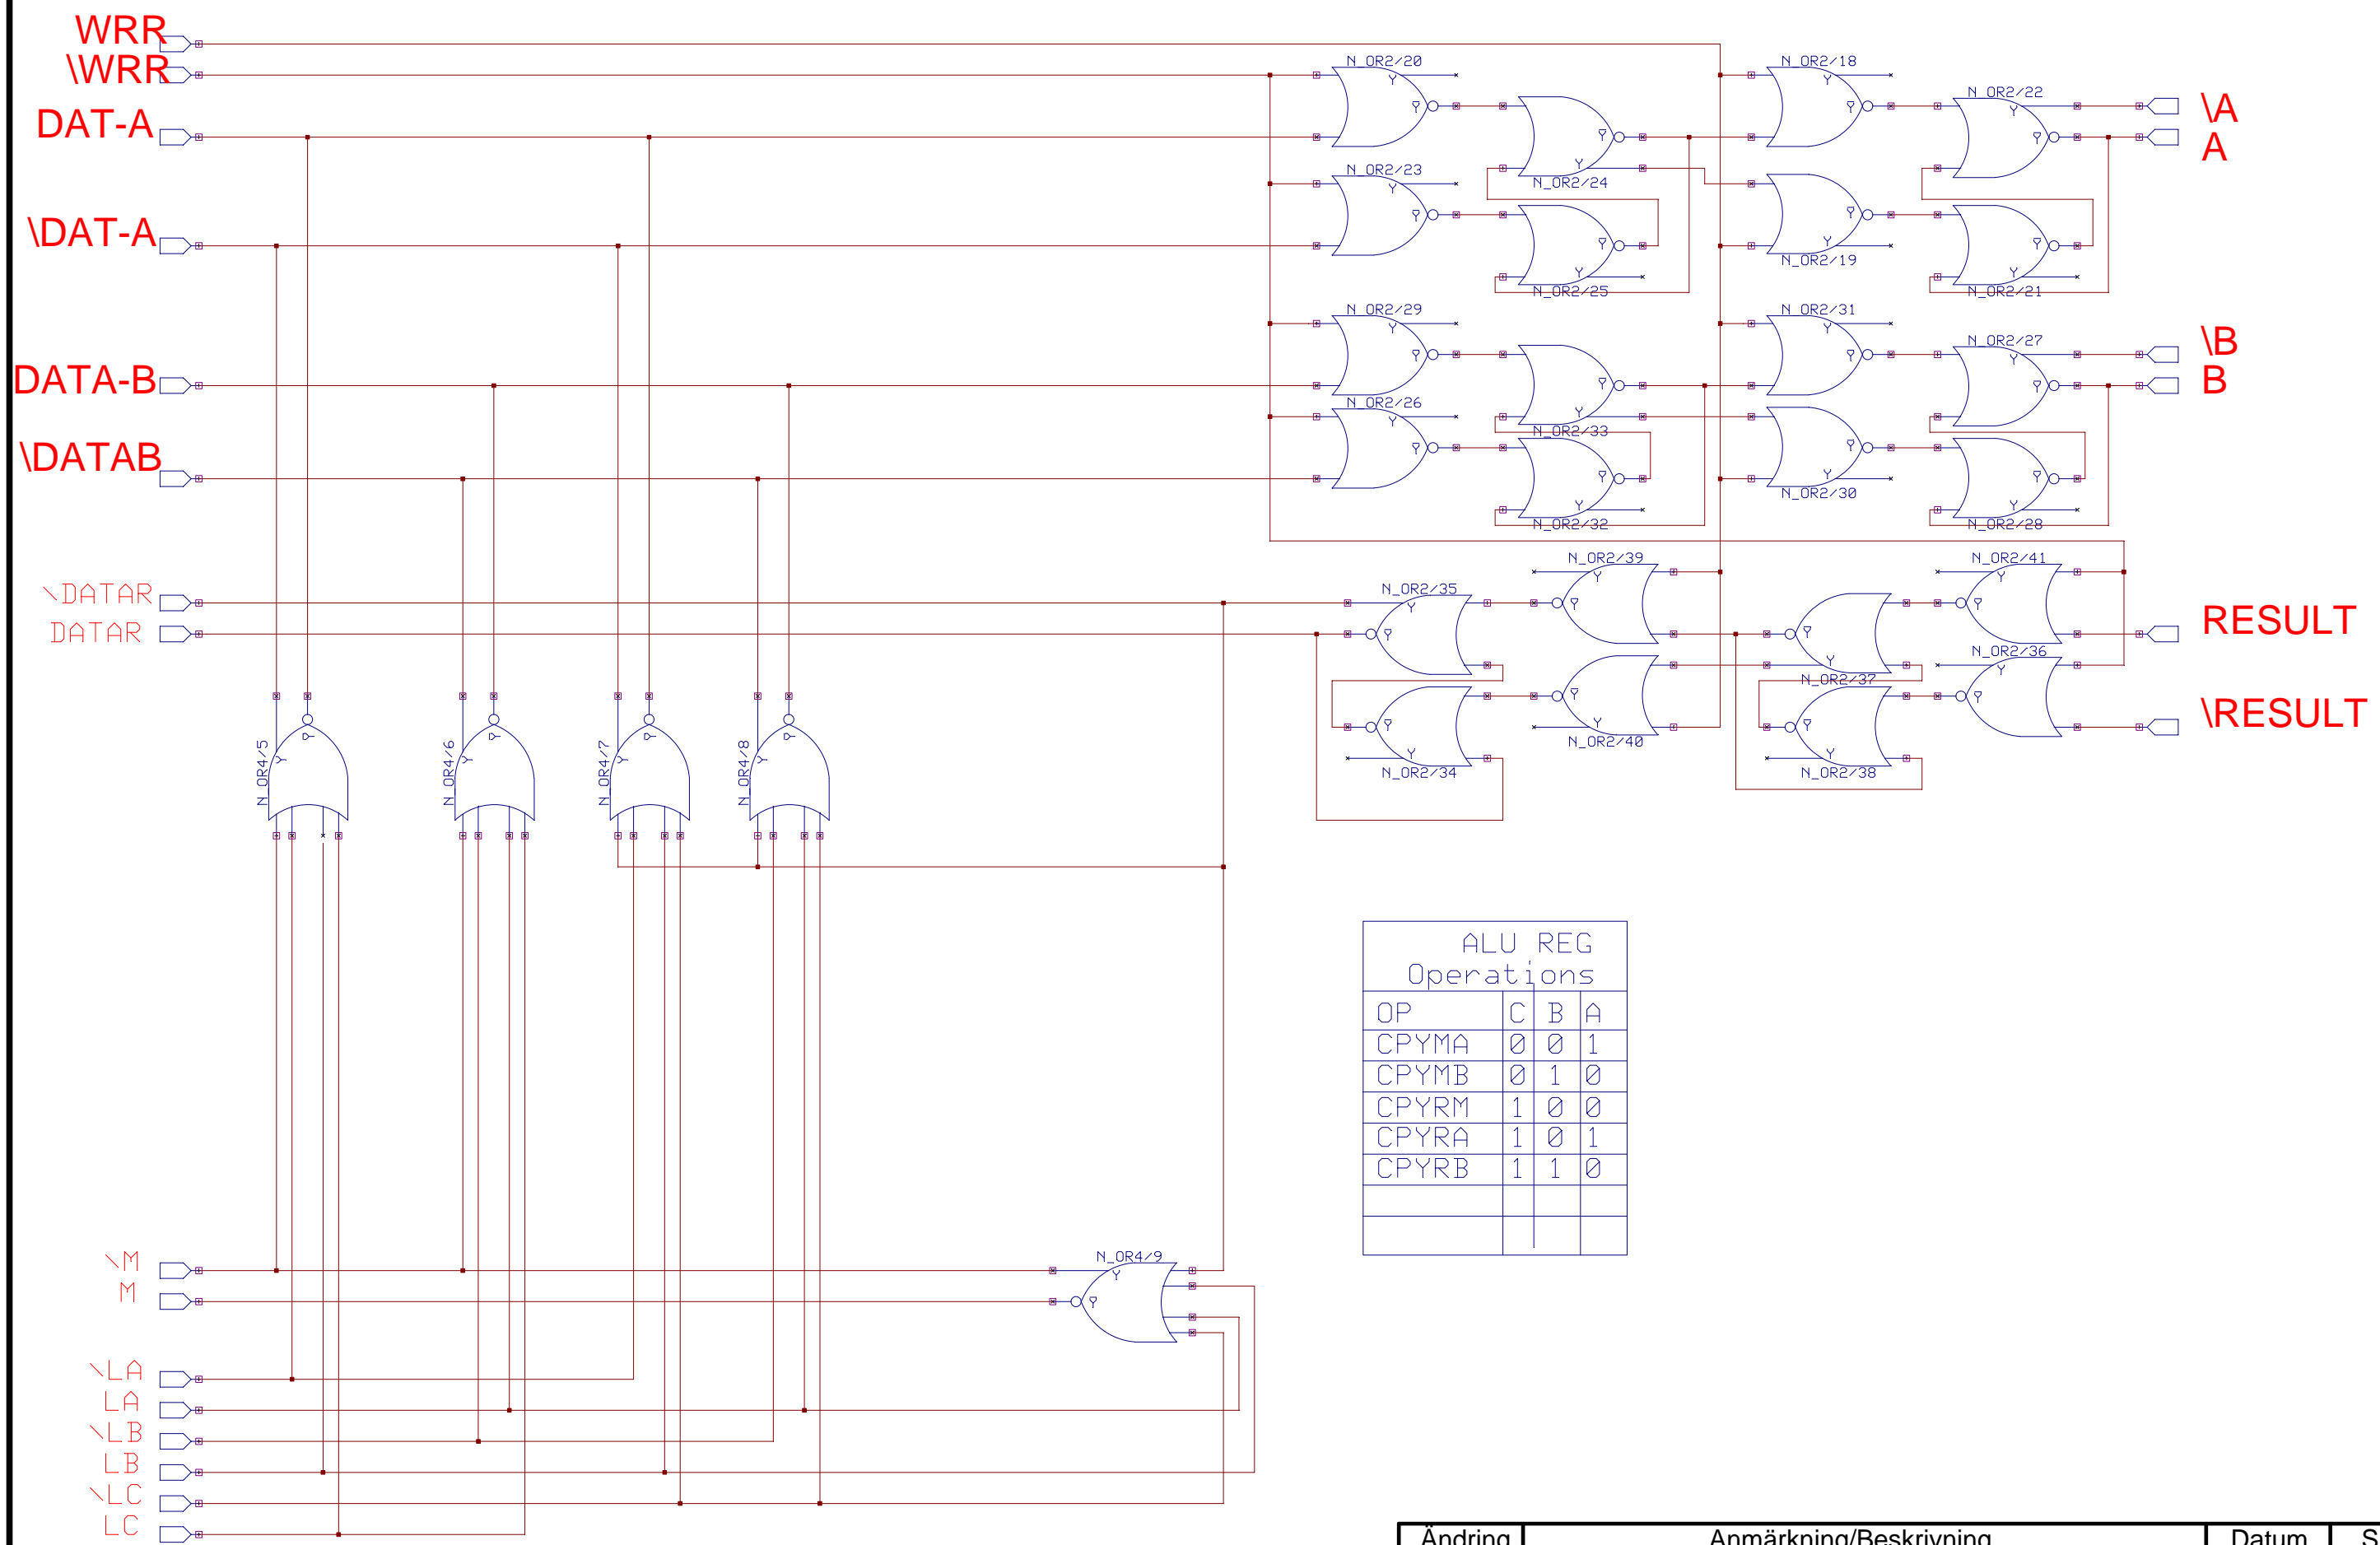 WRR
\WRR
DAT-A
\DAT-A
DATA-B
\DATAB
\DATAR
DATAR
\M
M
\LA
LA
\LB
LB
\LC
LC
N_OR4/5
Y
Y
N_OR4/6
Y
Y
N_OR4/7
Y
Y
N_OR4/8
Y
Y
N_OR4/9
Y
Y
N_OR2/20
Y
Y
N_OR2/23
Y
Y
N_OR2/24
Y
Y
N_OR2/25
Y
Y
N_OR2/18
Y
Y
N_OR2/19
Y
Y
N_OR2/22
Y
Y
N_OR2/21
Y
Y
N_OR2/29
Y
Y
N_OR2/26
Y
Y
N_OR2/33
Y
Y
N_OR2/32
Y
Y
N_OR2/31
Y
Y
N_OR2/30
Y
Y
N_OR2/27
Y
Y
N_OR2/28
Y
Y
N_OR2/35
Y
Y
N_OR2/34
Y
Y
N_OR2/39
Y
Y
N_OR2/40
Y
Y
N_OR2/37
Y
Y
N_OR2/38
Y
Y
N_OR2/41
Y
Y
N_OR2/36
Y
Y
\A
A
\B
B
RESULT
\RESULT
ALU REG
Operations
OP C B A
CPYMA 0 0 1
CPYMB 0 1 0
CPYRM 1 0 0
CPYRA 1 0 1
CPYRB 1 1 0
Ändring Anmärkning/Beskrivning Datum S